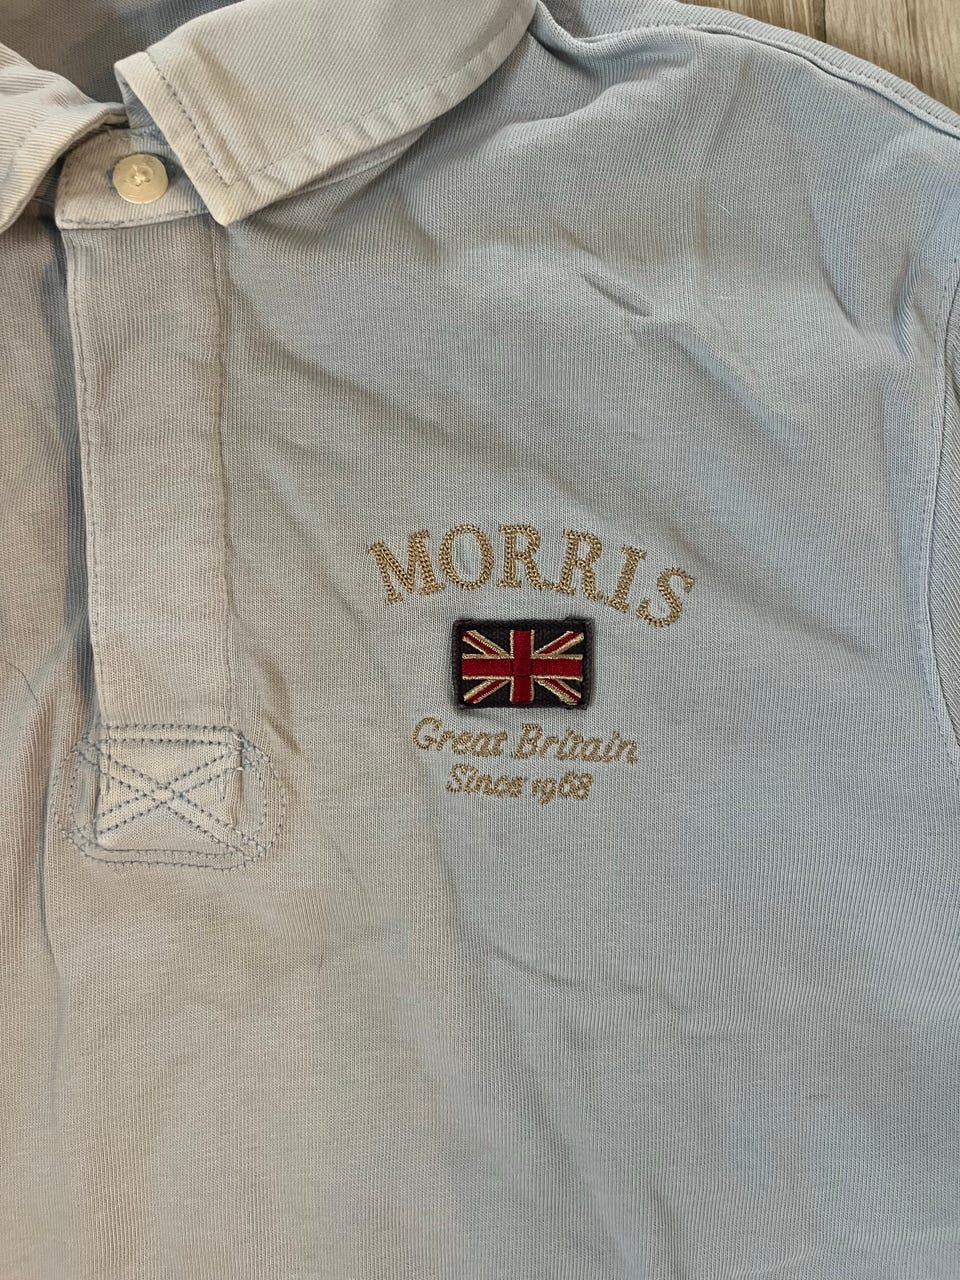 MORRIS
Great Britain
Since 1968